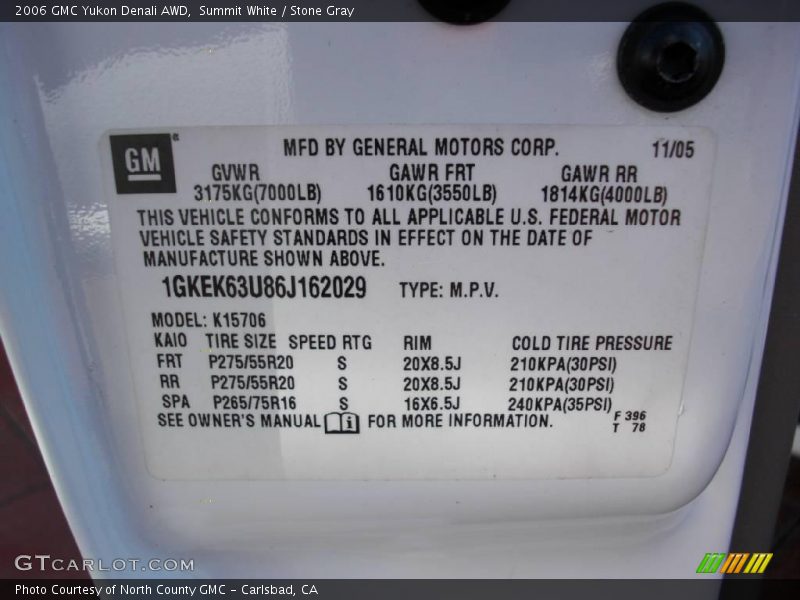 2006 GMC Yukon Denali AWD,  Summit White / Stone Gray
GM
MFD BY GENERAL MOTORS CORP. 11/05
GVWR GAWR FRT GAWR RR
3175KG(7000LB) 1610KG(3550LB) 1814KG(4000LB)
THIS VEHICLE CONFORMS TO ALL APPLICABLE U.S. FEDERAL MOTOR
VEHICLE SAFETY STANDARDS IN EFFECT ON THE DATE OF
MANUFACTURE SHOWN ABOVE.
1GKEK63U86J162029 TYPE: M.P.V.
MODEL: K15706
KAIO TIRE SIZE SPEED RTG RIM COLD TIRE PRESSURE
FRT P275/55R20 S 20X8.5J 210KPA(30PSI)
RR P275/55R20 S 20X8.5J 210KPA(30PSI)
SPA P265/75R16 S 16X6.5J 240KPA(35PSI)
SEE OWNER'S MANUAL i FOR MORE INFORMATION.
F 396
T 78
GTCARLOT.COM
Photo Courtesy of North County GMC - Carlsbad, CA